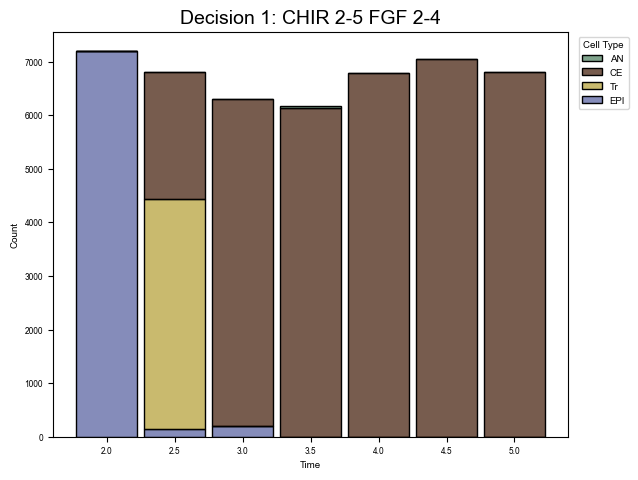 Decision 1: CHIR 2-5 FGF 2-4
Cell Type
AN
CE
Tr
EPI
Count
7000
6000
5000
4000
3000
2000
1000
0
2.0 2.5 3.0 3.5 4.0 4.5 5.0
Time